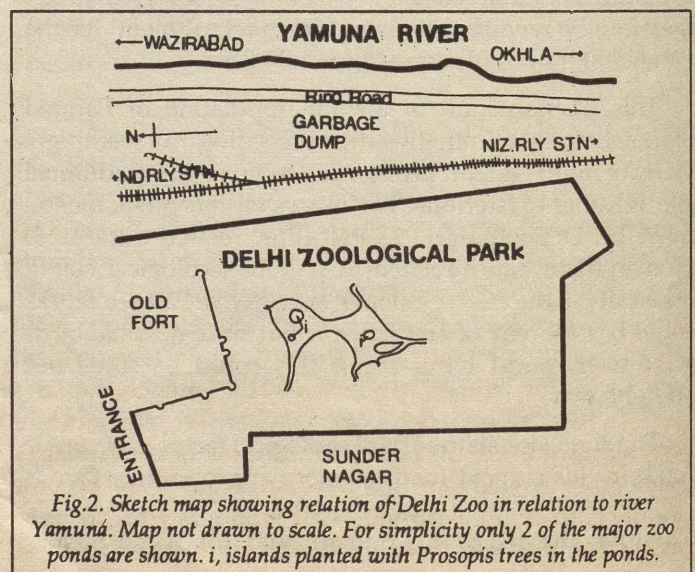 YAMUNA RIVER
←WAZIRABAD
OKHLA→
Ring Road
N←
GARBAGE
DUMP
NIZ.RLY STN→
←ND RLY STN
DELHI ZOOLOGICAL PARK
OLD
FORT
i
i
ENTRANCE
SUNDER
NAGAR
Fig.2. Sketch map showing relation of Delhi Zoo in relation to river
Yamuná. Map not drawn to scale. For simplicity only 2 of the major zoo
ponds are shown. i, islands planted with Prosopis trees in the ponds.